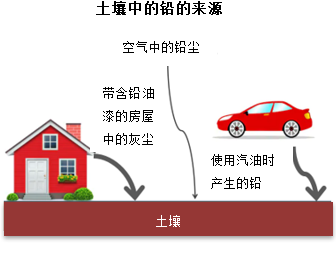 土壤中的铅的来源
空气中的铅尘
带含铅油
漆的房屋
中的灰尘
使用汽油时
产生的铅
土壤